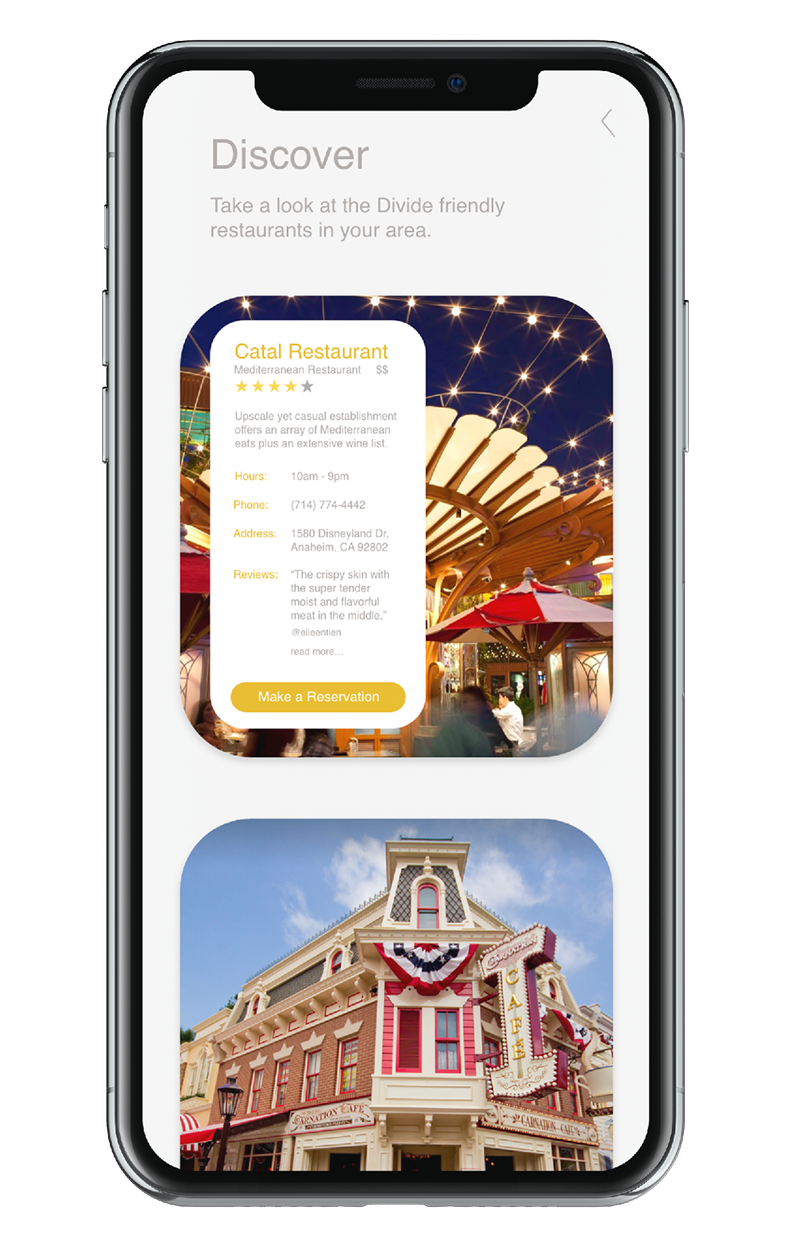 Discover
Take a look at the Divide friendly
restaurants in your area.
Catal Restaurant
Mediterranean Restaurant $$
Upscale yet casual establishment
offers an array of Mediterranean
eats plus an extensive wine list.
Hours: 10am - 9pm
Phone: (714) 774-4442
Address: 1580 Disneyland Dr,
Anaheim, CA 92802
Reviews: “The crispy skin with
the super tender
moist and flavorful
meat in the middle.”
@eileentien
read more...
Make a Reservation
CARNATION
CAFE
CARNATION CAFE
CARNATION CAFE